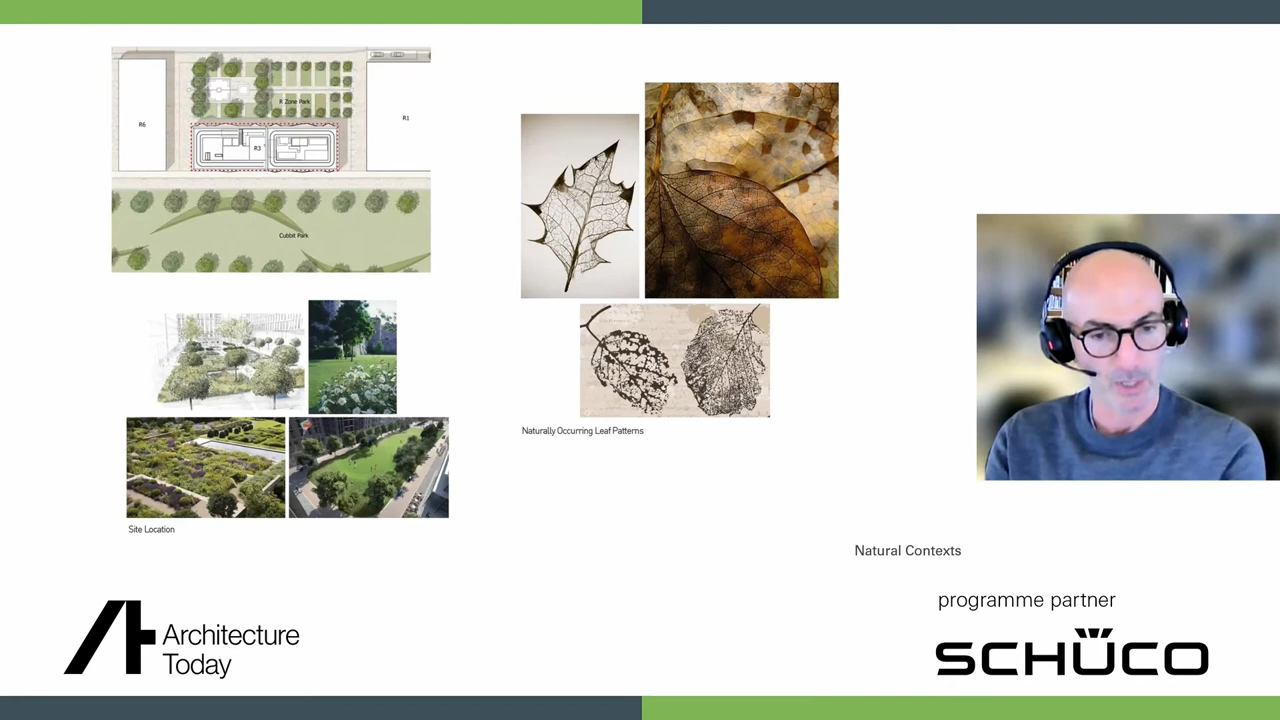 R6
R Zone Park
R1
R3
Cubbit Park
Site Location
Naturally Occurring Leaf Patterns
Natural Contexts
programme partner
SCHÜCO
Architecture
Today